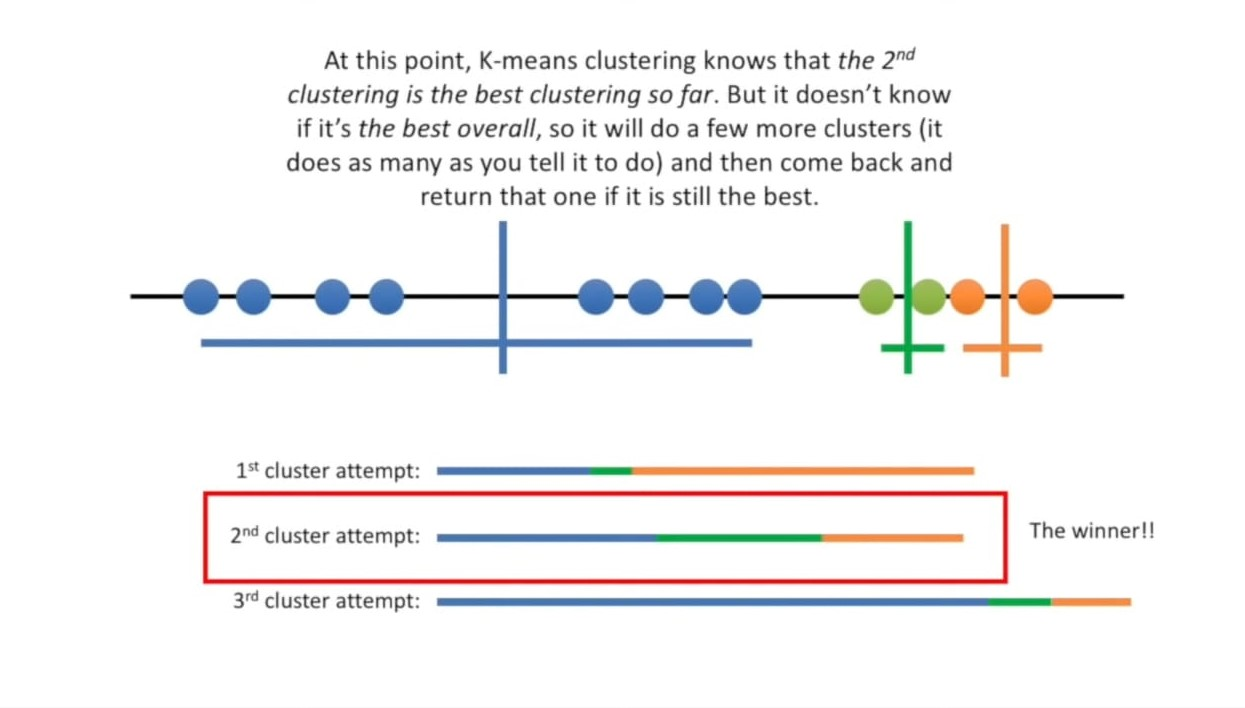 At this point, K-means clustering knows that the 2nd
clustering is the best clustering so far. But it doesn’t know
if it’s the best overall, so it will do a few more clusters (it
does as many as you tell it to do) and then come back and
return that one if it is still the best.
1st cluster attempt:
2nd cluster attempt:
The winner!!
3rd cluster attempt: